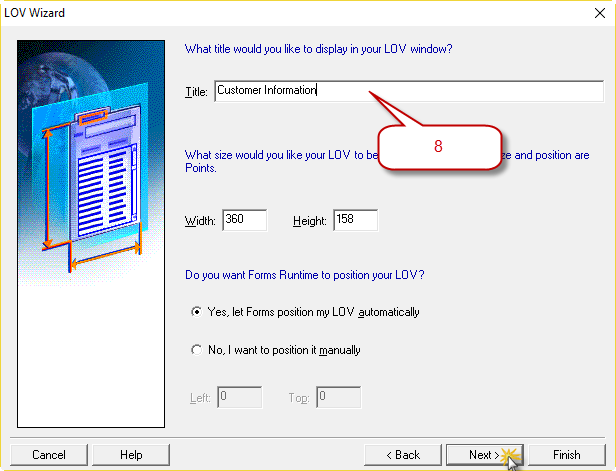 LOV Wizard
What title would you like to display in your LOV window?
Title: Customer Information
8
What size would you like your LOV to be and position are
Points.
Width: 360 Height: 158
Do you want Forms Runtime to position your LOV?
Yes, let Forms position my LOV automatically
No, I want to position it manually
Left: 0 Top: 0
Cancel Help < Back Next > Finish